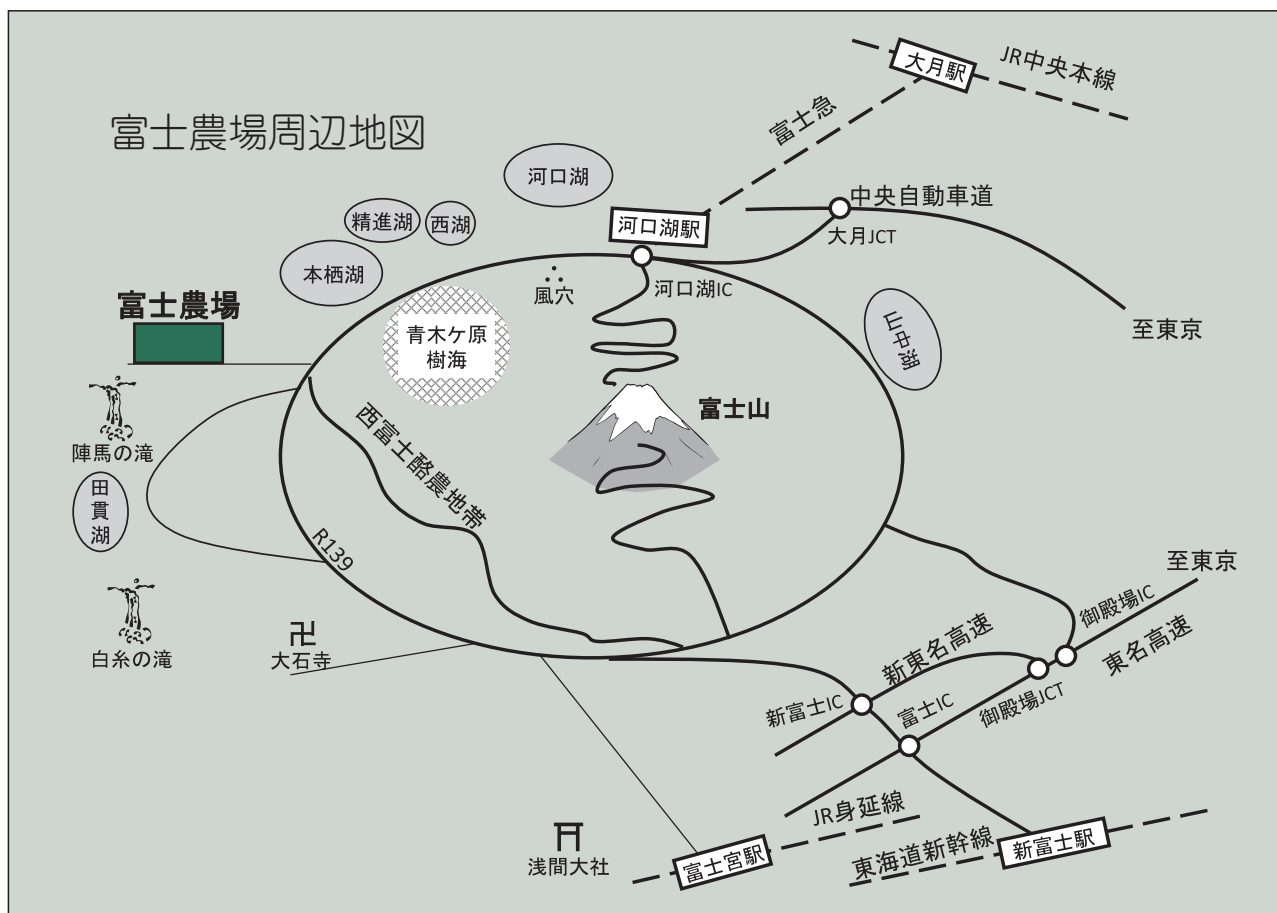 富士農場周辺地図
大月駅
JR中央本線
富士急
河口湖
精進湖
西湖
本栖湖
河口湖駅
中央自動車道
大月JCT
河口湖IC
風穴
富士農場
青木ケ原
樹海
山中湖
至東京
富士山
西富士酪農地帯
陣馬の滝
田貫湖
R139
白糸の滝
卍
大石寺
至東京
御殿場IC
東名高速
新東名高速
御殿場JCT
新富士IC
富士IC
JR身延線
富士宮駅
浅間大社
東海道新幹線
新富士駅